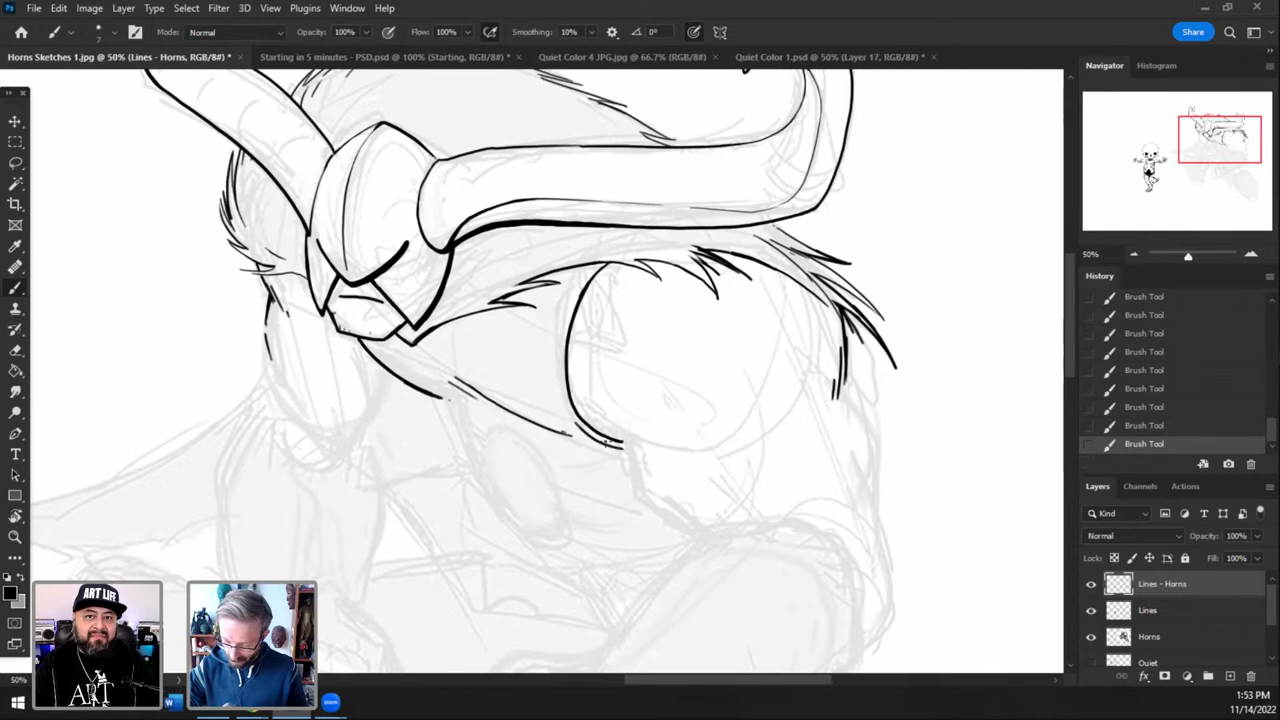 File Edit Image Layer Type Select Filter 3D View Plugins Window Help
7 Mode: Normal Opacity: 100% Flow: 100% Smoothing: 10% 0° Share
Horns Sketches 1.jpg @ 50% (Lines - Horns, RGB/8#) * Starting in 5 minutes - PSD.psd @ 100% (Starting, RGB/8#) * Quiet Color 4 JPG.jpg @ 66.7% (RGB/8#) Quiet Color 1.psd @ 50% (Layer 17, RGB/8#) *
Navigator Histogram
50%
History
Brush Tool
Brush Tool
Brush Tool
Brush Tool
Brush Tool
Brush Tool
Brush Tool
Brush Tool
Brush Tool
Layers Channels Actions
Kind
Normal Opacity: 100%
Lock: Fill: 100%
Lines - Horns
Lines
Horns
Quiet
ART LIFE
ART
50%
1:53 PM
11/14/2022